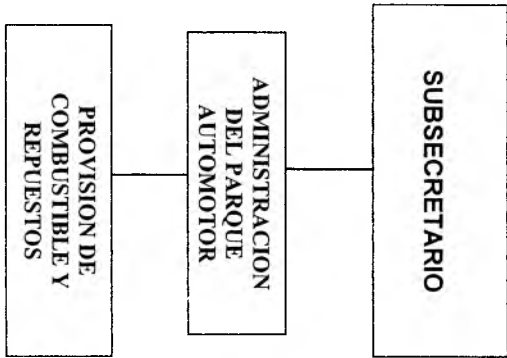 SUBSECRETARIO
ADMINISTRACION
DEL PARQUE
AUTOMOTOR
PROVISION DE
COMBUSTIBLE Y
REPUESTOS